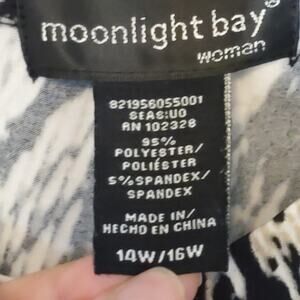 moonlight bay®
woman
821956055001
SEAS:U0
RN 102328
95%
POLYESTER/
POLIÉSTER
5%SPANDEX/
SPANDEX
MADE IN/
HECHO EN CHINA
14W/16W